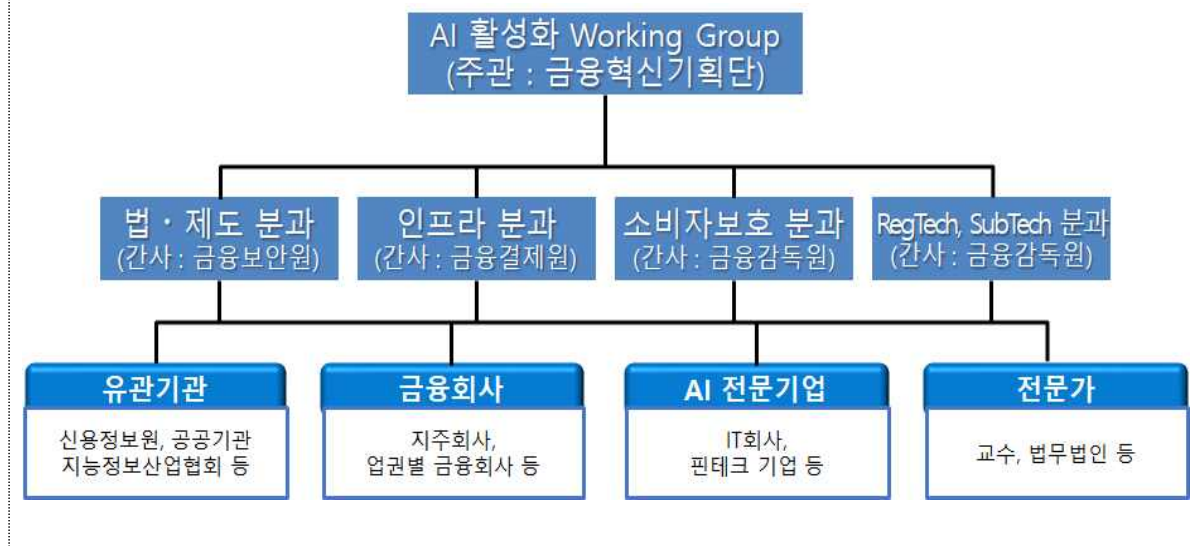 AI 활성화 Working Group
(주관 : 금융혁신기획단)
법 · 제도 분과
(간사 : 금융보안원)
인프라 분과
(간사 : 금융결제원)
소비자보호 분과
(간사 : 금융감독원)
RegTech, SubTech 분과
(간사 : 금융감독원)
유관기관
신용정보원, 공공기관
지능정보산업협회 등
금융회사
지주회사,
업권별 금융회사 등
AI 전문기업
IT회사,
핀테크 기업 등
전문가
교수, 법무법인 등